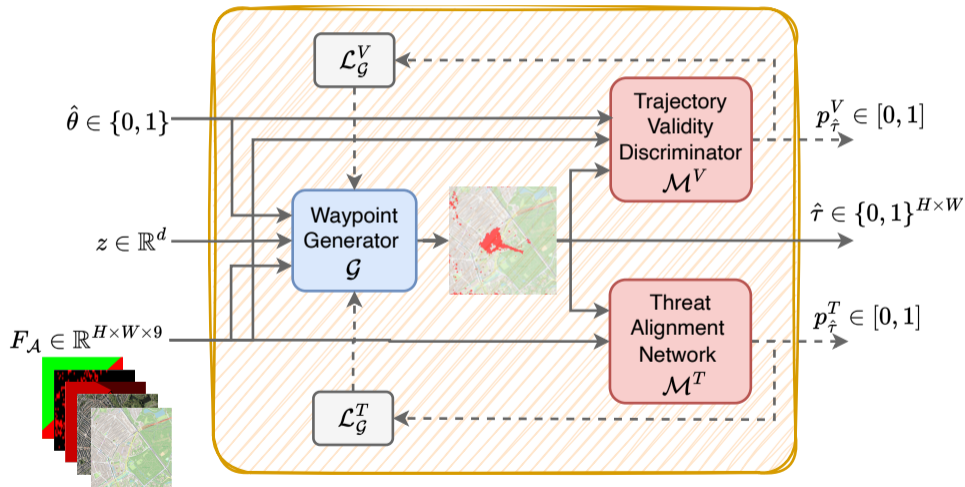 $\mathcal{L}_{\mathcal{G}}^{V}$
$\hat{\theta} \in \{0, 1\}$
Trajectory
Validity
Discriminator
$\mathcal{M}^{V}$
$p_{\hat{\tau}}^{V} \in [0, 1]$
$z \in \mathbb{R}^{d}$
Waypoint
Generator
$\mathcal{G}$
$\hat{\tau} \in \{0, 1\}^{H \times W}$
$F_{\mathcal{A}} \in \mathbb{R}^{H \times W \times 9}$
Threat
Alignment
Network
$\mathcal{M}^{T}$
$p_{\hat{\tau}}^{T} \in [0, 1]$
$\mathcal{L}_{\mathcal{G}}^{T}$